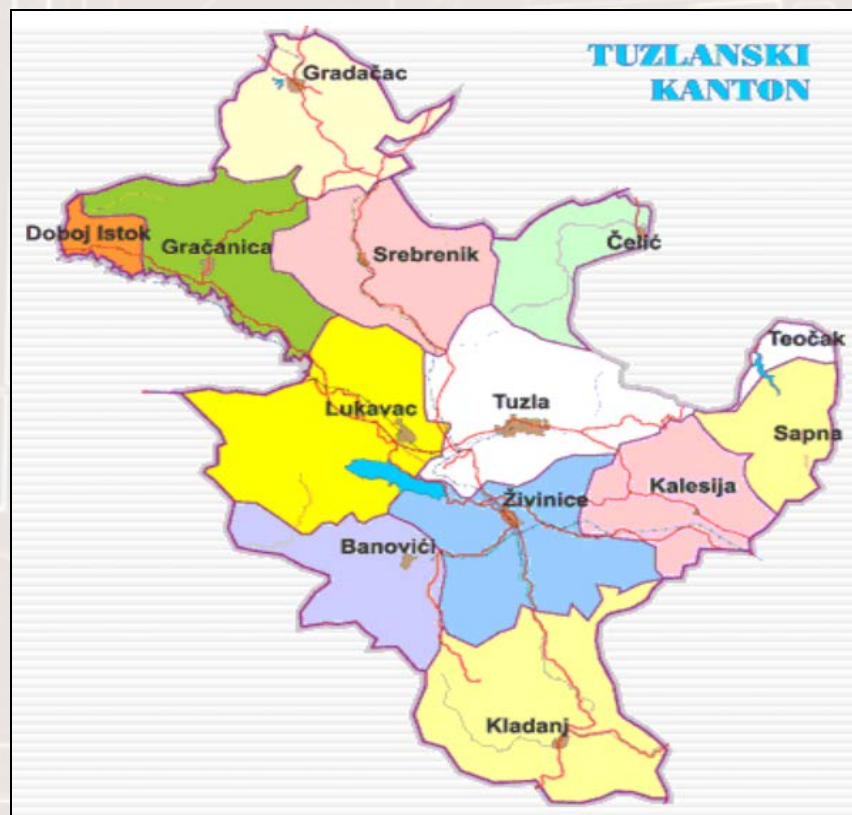 TUZLANSKI
KANTON
Gradačac
Doboj Istok
Gračanica
Srebrenik
Čelić
Teočak
Lukavac
Tuzla
Sapna
Kalesija
Živinice
Banovići
Kladanj